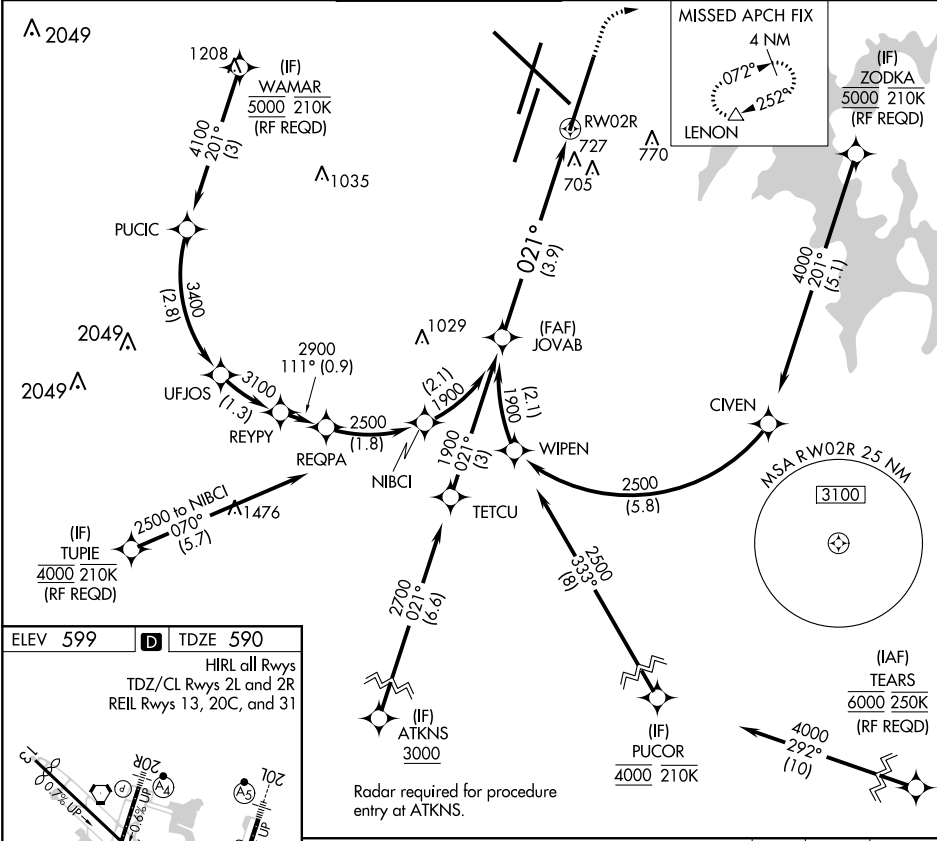 2049
1208
(IF)
WAMAR
5000 210K
(RF REQD)
4100
201°
(3)
1035
PUCIC
3400
(2.8)
2049
2049
UFJOS
3100
(1.3)
REYPY
2900
111° (0.9)
REQPA
2500
(1.8)
NIBCI
(2.1)
1900
1029
2500 to NIBCI
070°
(5.7)
1476
(IF)
TUPIE
4000 210K
(RF REQD)
RW02R
727
705
770
021°
(3.9)
(FAF)
JOVAB
1900
021°
(3)
1900
(2.1)
WIPEN
TETCU
MISSED APCH FIX
4 NM
072°
252°
LENON
(IF)
ZODKA
5000 210K
(RF REQD)
4000
201°
(5.1)
CIVEN
2500
(5.8)
MSA RW02R 25 NM
3100
2700
021°
(6.6)
2500
333°
(8)
(IF)
ATKNS
3000
(IF)
PUCOR
4000 210K
(IAF)
TEARS
6000 250K
(RF REQD)
4000
292°
(10)
Radar required for procedure
entry at ATKNS.
ELEV 599 D TDZE 590
HIRL all Rwys
TDZ/CL Rwys 2L and 2R
REIL Rwys 13, 20C, and 31
13
0.7% UP
20R
P
A4
0.6% UP
A5
20L
UP